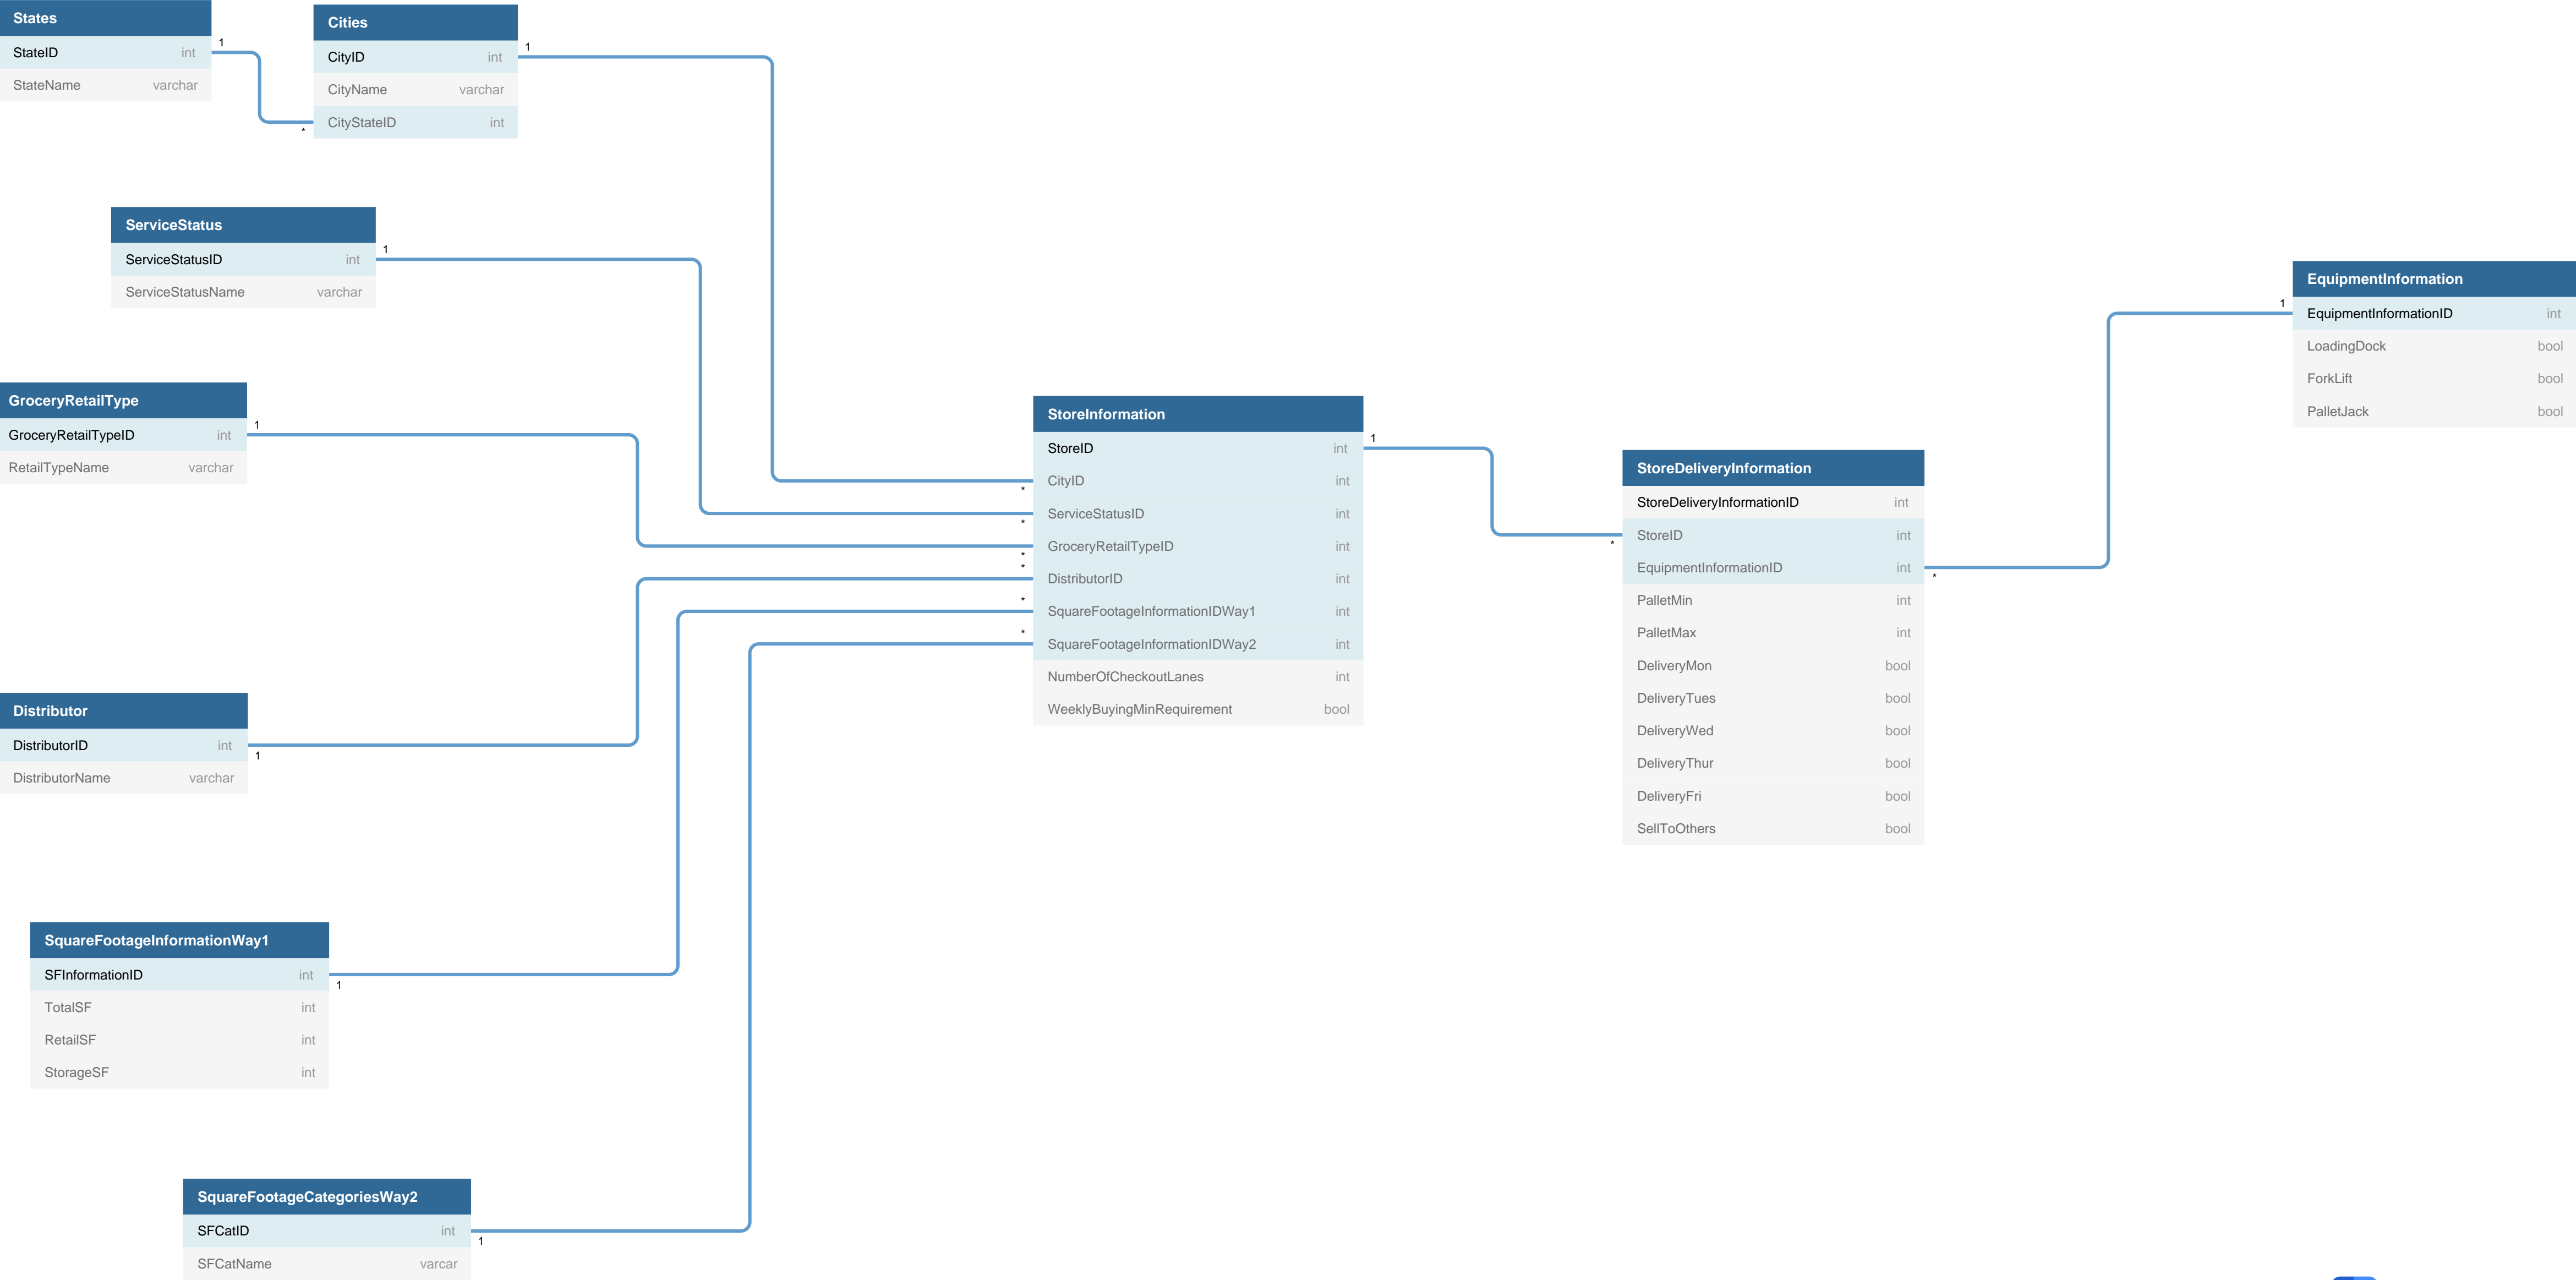 States
StateID int
StateName varchar
1
*
Cities
CityID int
CityName varchar
CityStateID int
1
ServiceStatus
ServiceStatusID int
ServiceStatusName varchar
1
GroceryRetailType
GroceryRetailTypeID int
RetailTypeName varchar
1
Distributor
DistributorID int
DistributorName varchar
1
SquareFootageInformationWay1
SFInformationID int
TotalSF int
RetailSF int
StorageSF int
1
SquareFootageCategoriesWay2
SFCatID int
SFCatName varcar
1
StoreInformation
StoreID int
CityID int
ServiceStatusID int
GroceryRetailTypeID int
DistributorID int
SquareFootageInformationIDWay1 int
SquareFootageInformationIDWay2 int
NumberOfCheckoutLanes int
WeeklyBuyingMinRequirement bool
*
*
*
*
*
*
1
*
StoreDeliveryInformation
StoreDeliveryInformationID int
StoreID int
EquipmentInformationID int
PalletMin int
PalletMax int
DeliveryMon bool
DeliveryTues bool
DeliveryWed bool
DeliveryThur bool
DeliveryFri bool
SellToOthers bool
*
1
EquipmentInformation
EquipmentInformationID int
LoadingDock bool
ForkLift bool
PalletJack bool